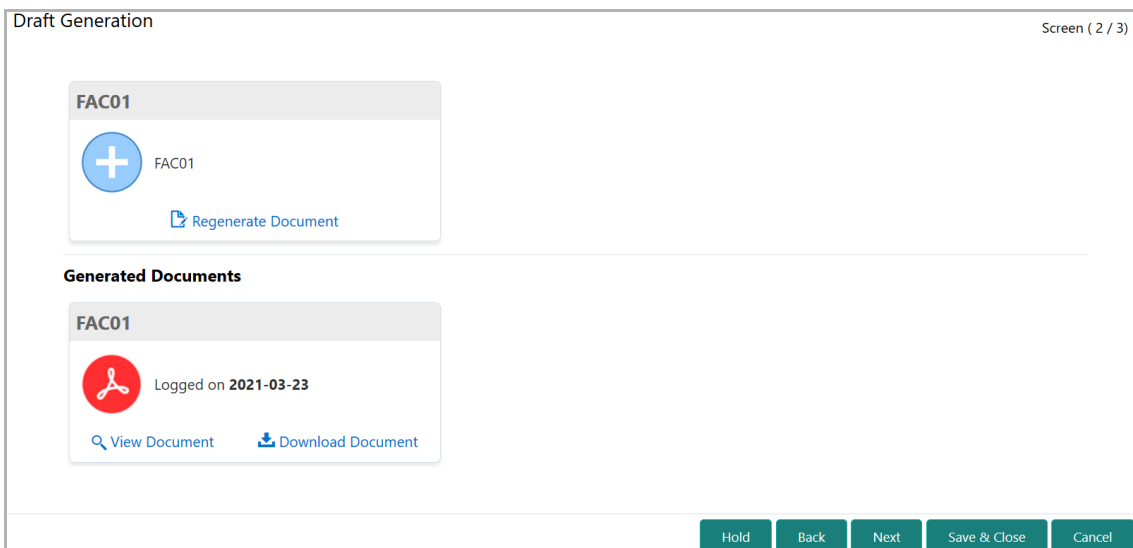 Draft Generation
Screen ( 2 / 3)
FAC01
FAC01
Regenerate Document
Generated Documents
FAC01
Logged on 2021-03-23
View Document Download Document
Hold Back Next Save & Close Cancel